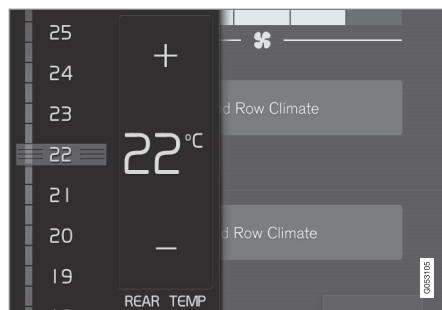 25
24
23
22
21
20
19
+
22°C
−
REAR TEMP
d Row Climate
d Row Climate
G053105